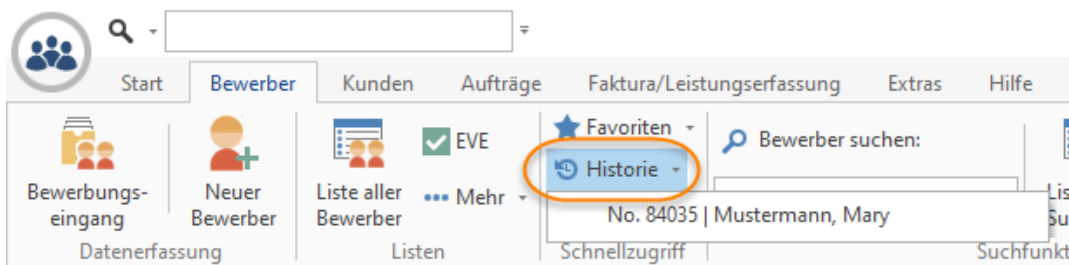 Start Bewerber Kunden Aufträge Faktura/Leistungserfassung Extras Hilfe
Bewerbungs-
eingang
Neuer
Bewerber
Datenerfassung
Liste aller
Bewerber
EVE
Mehr
Listen
Favoriten
Historie
No. 84035 | Mustermann, Mary
Schnellzugriff
Bewerber suchen: